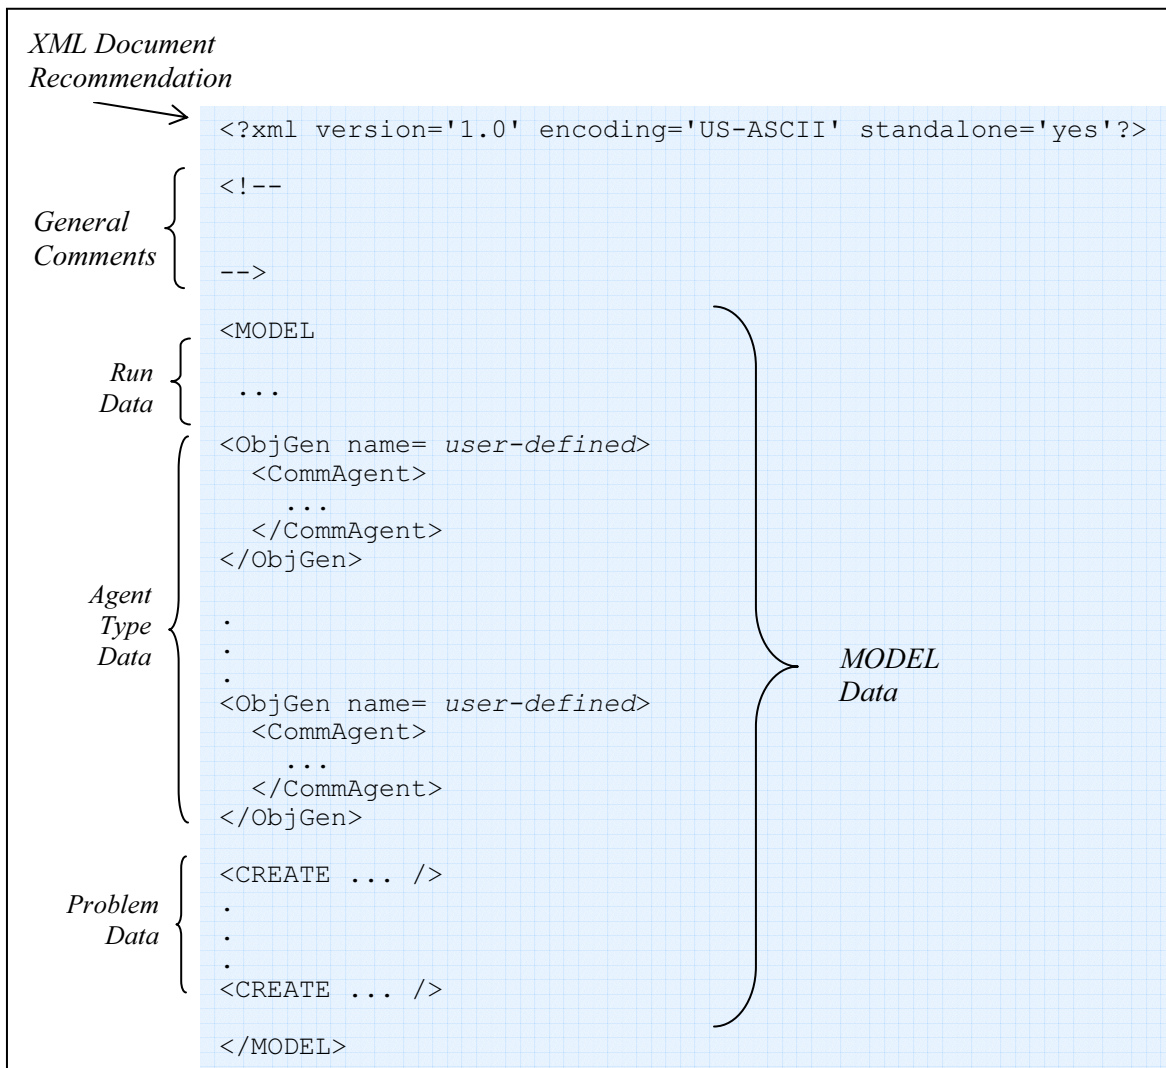 XML Document
Recommendation
<?xml version='1.0' encoding='US-ASCII' standalone='yes'?>
<!--
General
Comments
-->
<MODEL
Run
Data
...
<ObjGen name= user-defined>
<CommAgent>
...
</CommAgent>
</ObjGen>
Agent
Type
Data
.
.
.
MODEL
Data
<ObjGen name= user-defined>
<CommAgent>
...
</CommAgent>
</ObjGen>
<CREATE ... />
Problem
Data
.
.
.
<CREATE ... />
</MODEL>